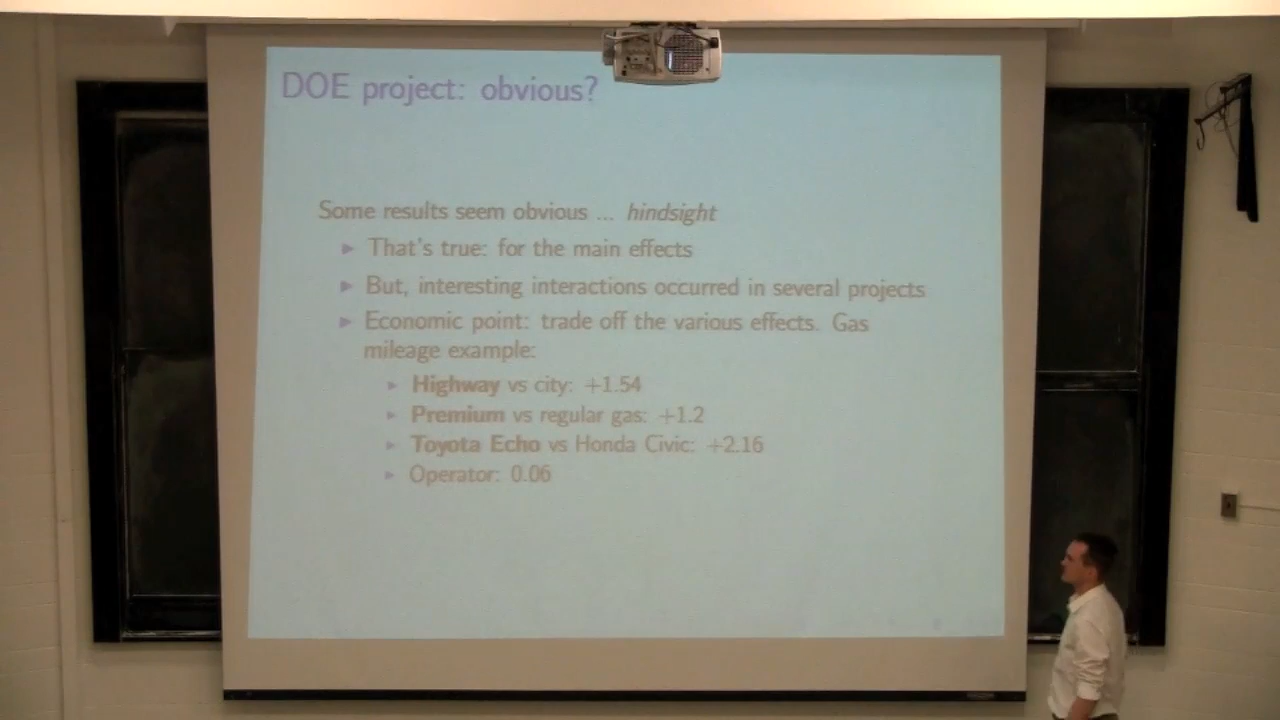 DOE project: obvious?
Some results seem obvious ... hindsight
▶ That's true: for the main effects
▶ But, interesting interactions occurred in several projects
▶ Economic point: trade off the various effects. Gas
mileage example:
▶ Highway vs city: +1.54
▶ Premium vs regular gas: +1.2
▶ Toyota Echo vs Honda Civic: +2.16
▶ Operator: 0.06